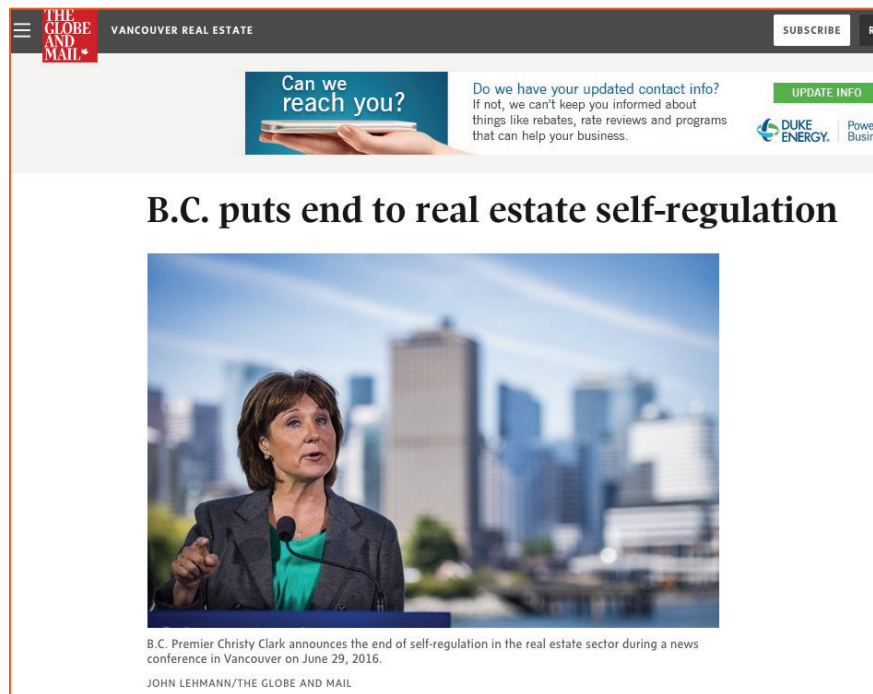 THE
GLOBE
AND
MAIL
VANCOUVER REAL ESTATE
SUBSCRIBE
R
Can we
reach you?
Do we have your updated contact info?
If not, we can't keep you informed about
things like rebates, rate reviews and programs
that can help your business.
UPDATE INFO
DUKE
ENERGY.
Powe
Busin
B.C. puts end to real estate self-regulation
B.C. Premier Christy Clark announces the end of self-regulation in the real estate sector during a news
conference in Vancouver on June 29, 2016.
JOHN LEHMANN/THE GLOBE AND MAIL